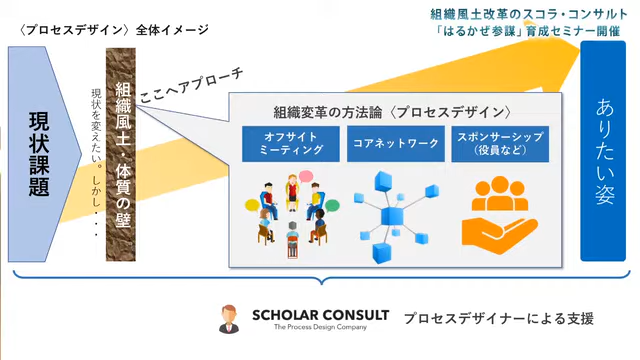 〈プロセスデザイン〉全体イメージ
組織風土改革のスコラ・コンサルト
「はるかぜ参謀」育成セミナー開催
現状課題
現状を変えたい。しかし・・・
組織風土・体質の壁
ここへアプローチ
組織変革の方法論〈プロセスデザイン〉
オフサイト
ミーティング
コアネットワーク
スポンサーシップ
（役員など）
ありたい姿
SCHOLAR CONSULT
The Process Design Company
プロセスデザイナーによる支援